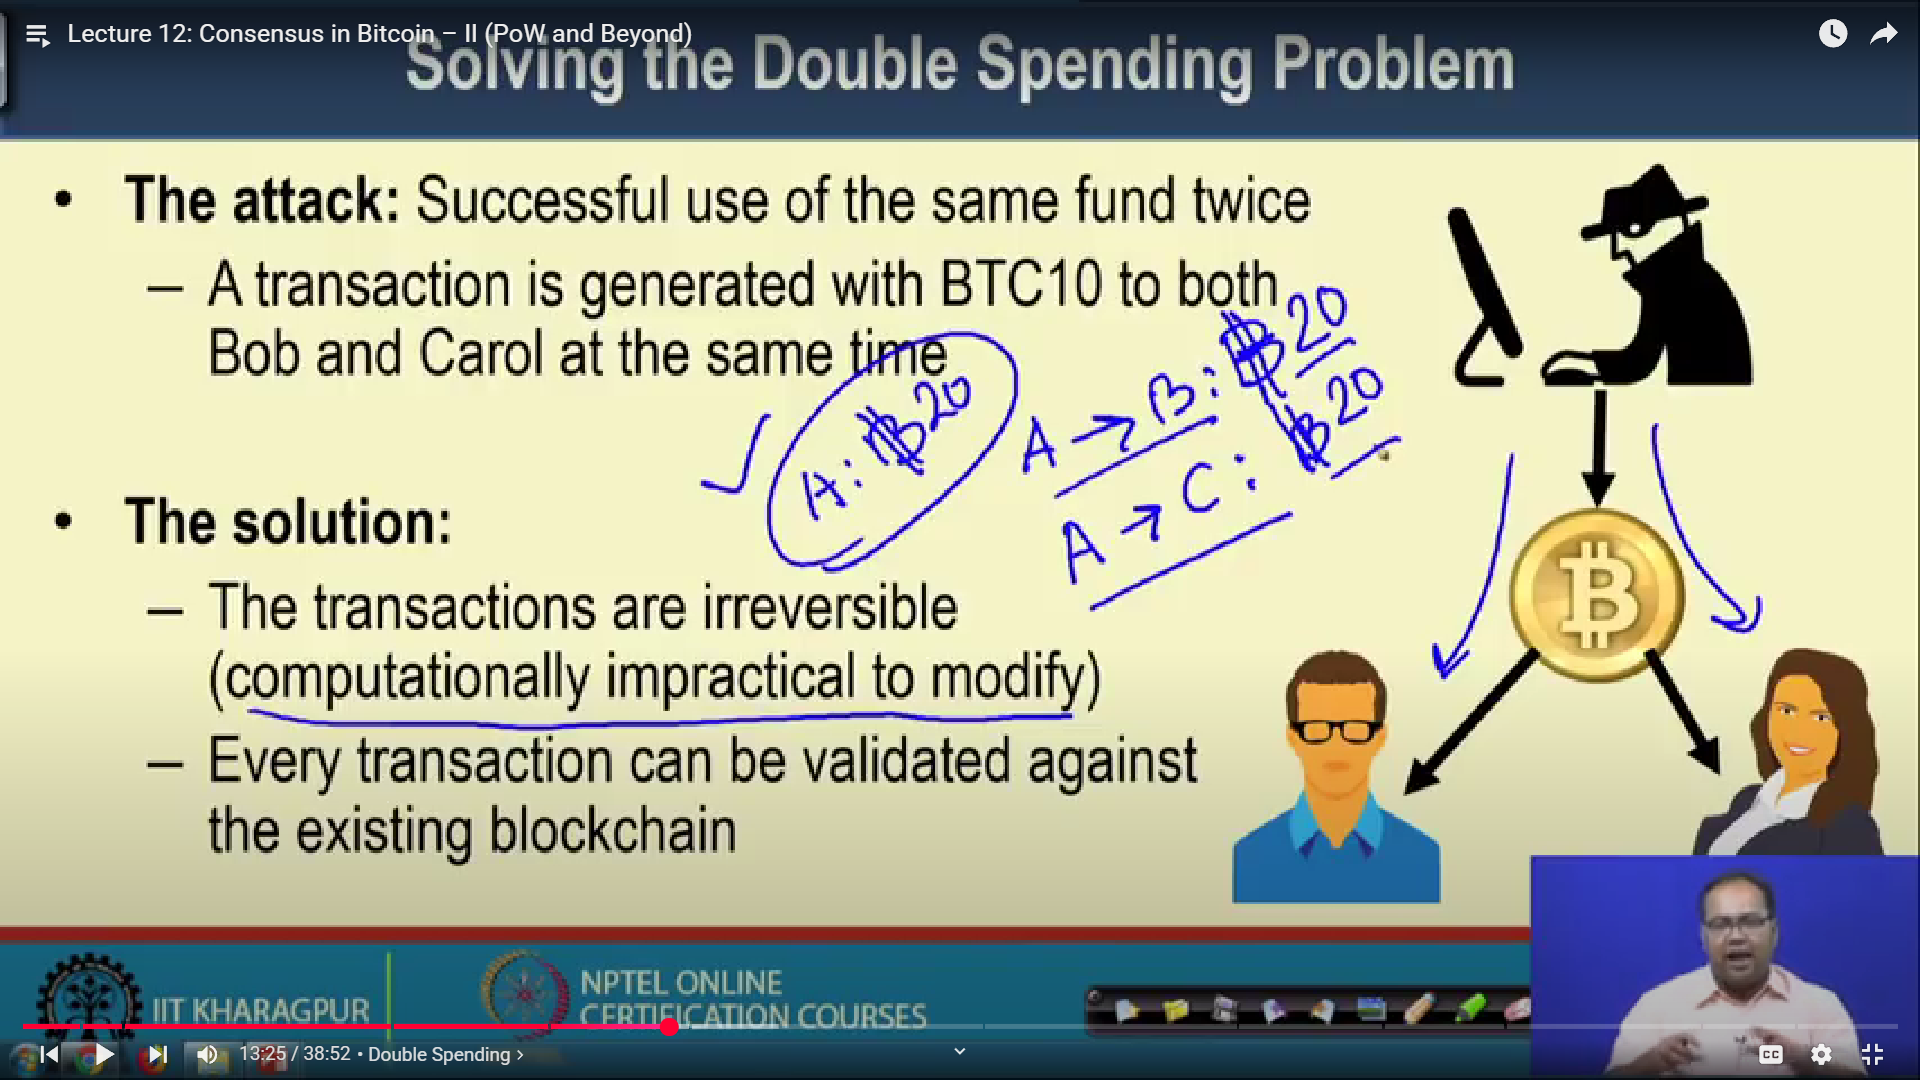 Lecture 12: Consensus in Bitcoin – II (PoW and Beyond)
Solving the Double Spending Problem
• The attack: Successful use of the same fund twice
– A transaction is generated with BTC10 to both
Bob and Carol at the same time
A: ₿20
A → B: ₿20
A → C: ₿20
• The solution:
– The transactions are irreversible
(computationally impractical to modify)
– Every transaction can be validated against
the existing blockchain
IIT KHARAGPUR
NPTEL ONLINE
CERTIFICATION COURSES
13:25 / 38:52 • Double Spending ›
CC